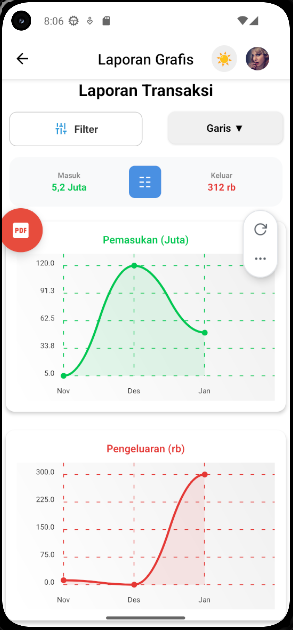 8:06
Laporan Grafis
Laporan Transaksi
Filter
Garis ▼
Masuk
5,2 Juta
Keluar
312 rb
PDF
Pemasukan (Juta)
120.0
91.3
62.5
33.8
5.0
Nov Des Jan
Pengeluaran (rb)
300.0
225.0
150.0
75.0
0.0
Nov Des Jan